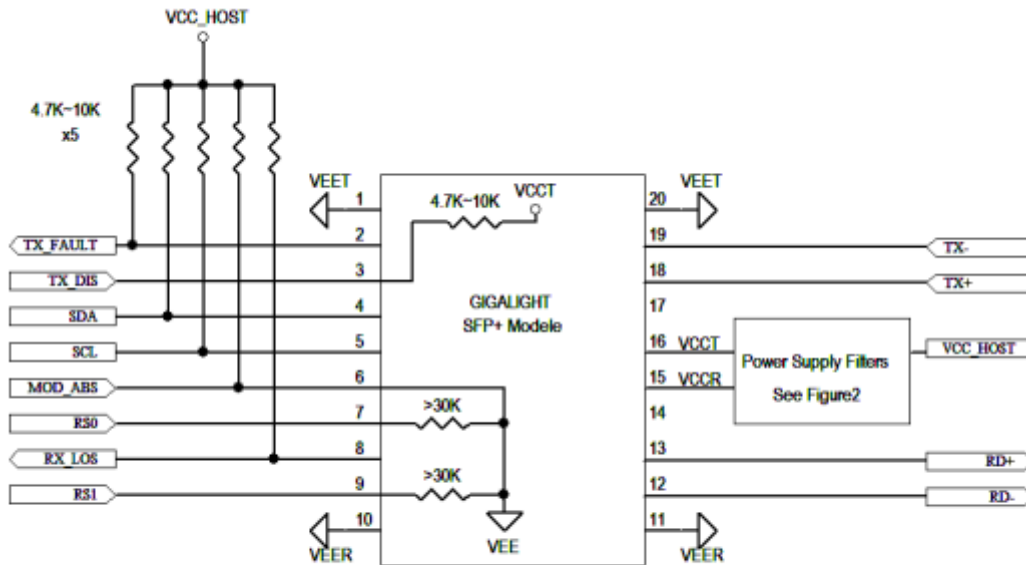 VCC_HOST
4.7K~10K
x5
VEET
1
2
3
4
5
6
7
8
9
10
VEER
TX_FAULT
TX_DIS
SDA
SCL
MOD_ABS
RS0
RX_LOS
RS1
4.7K~10K
VCCT
GIGALIGHT
SFP+ Modele
>30K
>30K
VEE
VEET
20
19
18
17
16
15
14
13
12
11
VEER
VCCT
VCCR
Power Supply Filters
See Figure2
TX-
TX+
VCC_HOST
RD+
RD-